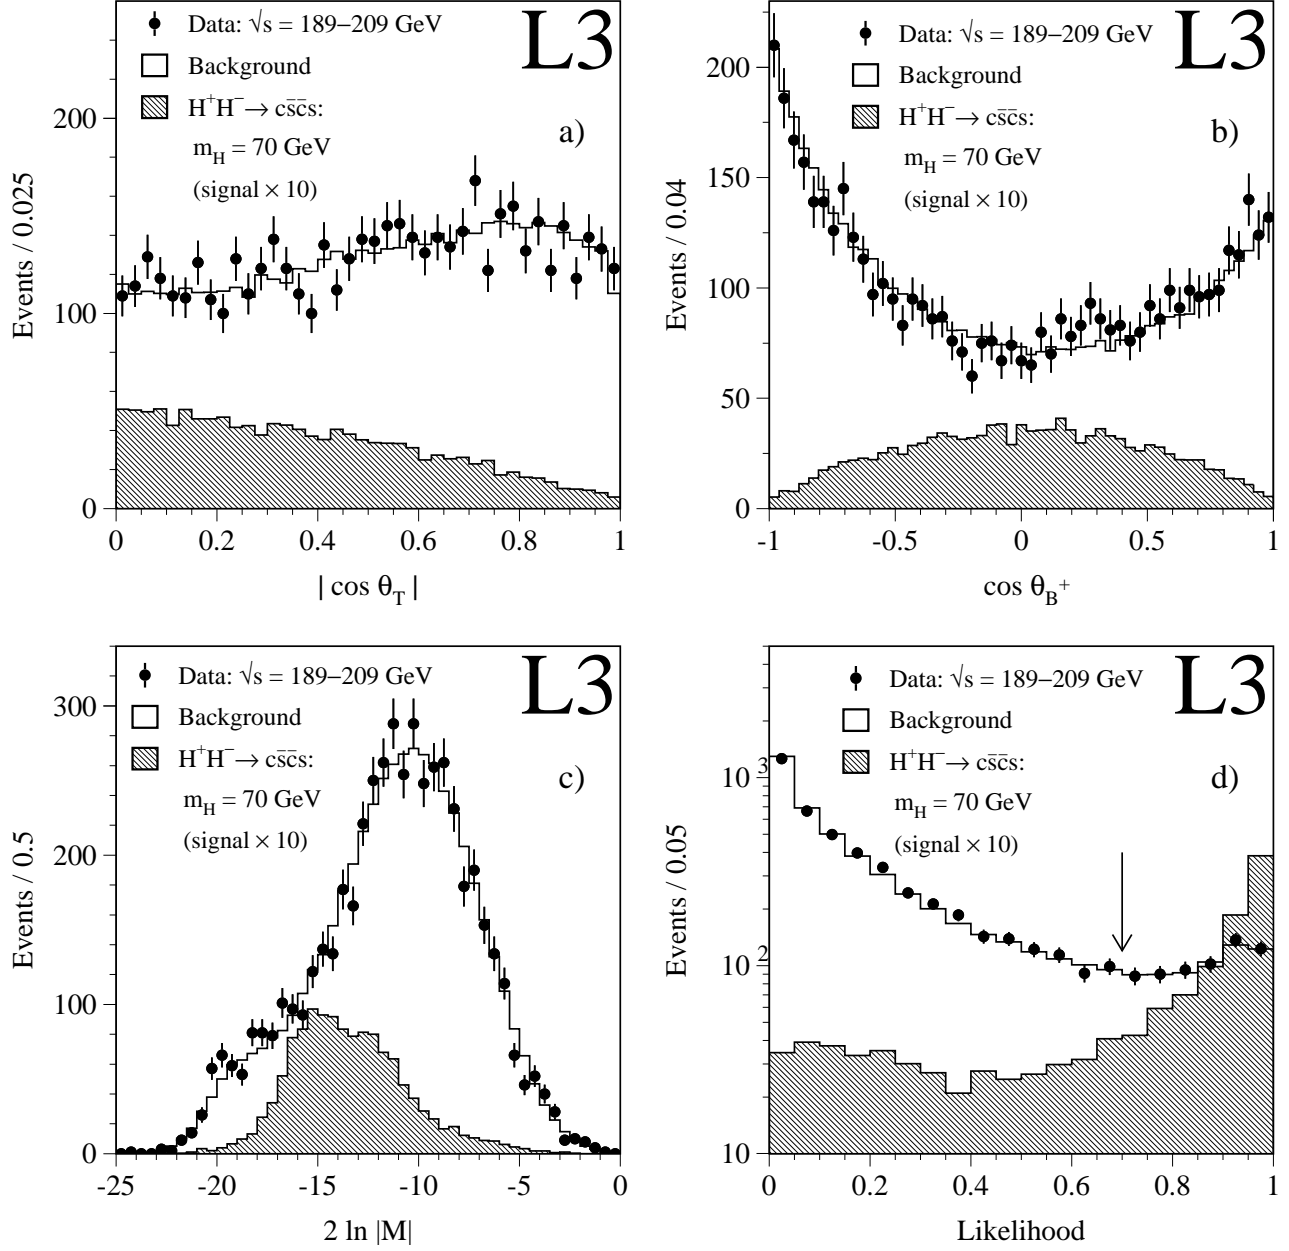 L3
Data: √s = 189–209 GeV
Background
H⁺H⁻ → cs̄c̄s:
m_H = 70 GeV
(signal × 10)
a)
200
100
0
Events / 0.025
0 0.2 0.4 0.6 0.8 1
| cos θ_T |
L3
Data: √s = 189–209 GeV
Background
H⁺H⁻ → cs̄c̄s:
m_H = 70 GeV
(signal × 10)
b)
200
150
100
50
0
Events / 0.04
-1 -0.5 0 0.5 1
cos θ_B⁺
L3
Data: √s = 189–209 GeV
Background
H⁺H⁻ → cs̄c̄s:
m_H = 70 GeV
(signal × 10)
c)
300
200
100
0
Events / 0.5
-25 -20 -15 -10 -5 0
2 ln |M|
L3
Data: √s = 189–209 GeV
Background
H⁺H⁻ → cs̄c̄s:
m_H = 70 GeV
(signal × 10)
d)
10³
10²
10
Events / 0.05
0 0.2 0.4 0.6 0.8 1
Likelihood